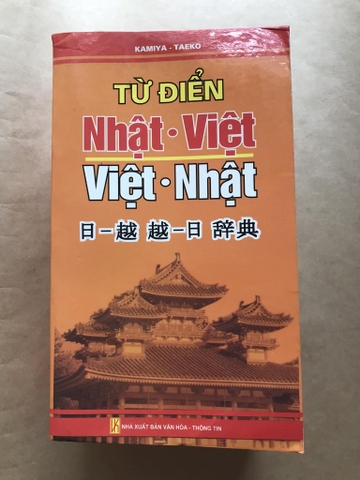 KAMIYA - TAEKO
TỪ ĐIỂN
Nhật · Việt
Việt · Nhật
日-越 越-日 辞典
NHÀ XUẤT BẢN VĂN HÓA - THÔNG TIN